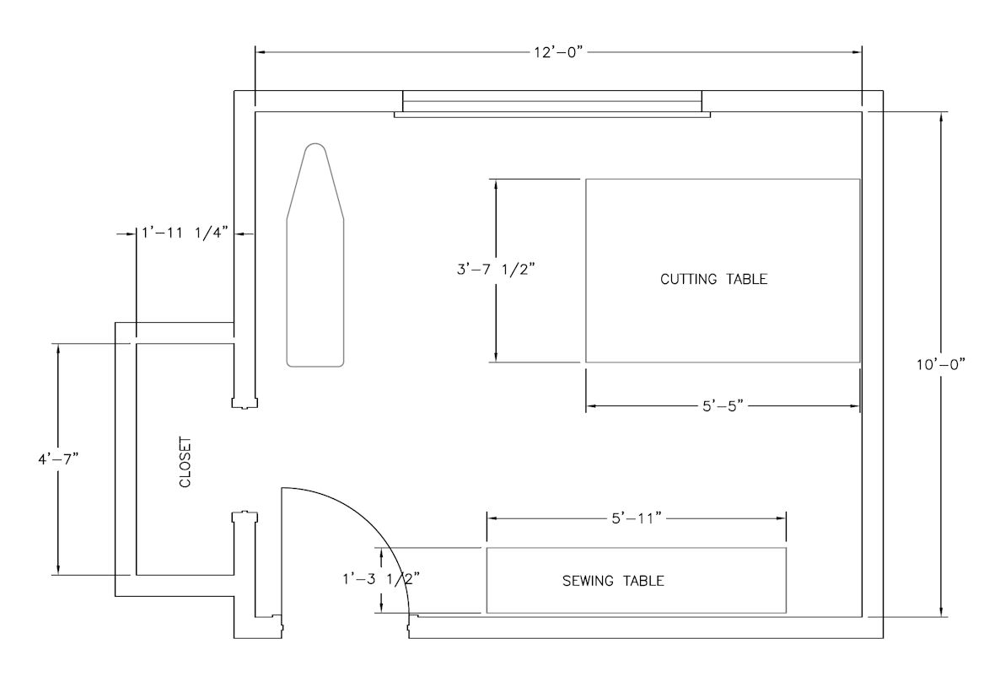 12’-0”
1’-11 1/4”
3’-7 1/2”
CUTTING TABLE
10’-0”
5’-5”
4’-7”
CLOSET
5’-11”
1’-3 1/2”
SEWING TABLE